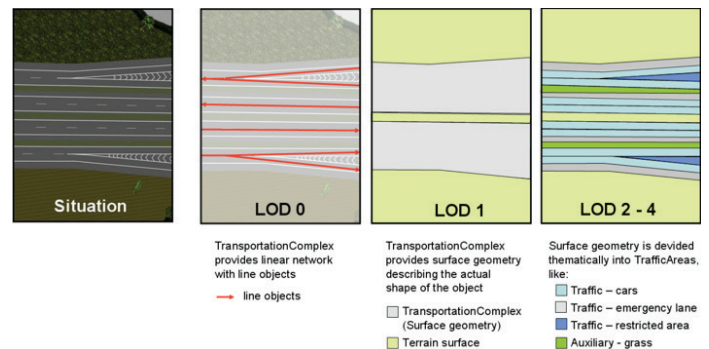 Situation
LOD 0
LOD 1
LOD 2 - 4
TransportationComplex
provides linear network
with line objects
line objects
TransportationComplex
provides surface geometry
describing the actual
shape of the object
TransportationComplex
(Surface geometry)
Terrain surface
Surface geometry is devided
thematically into TrafficAreas,
like:
Traffic – cars
Traffic – emergency lane
Traffic – restricted area
Auxiliary - grass